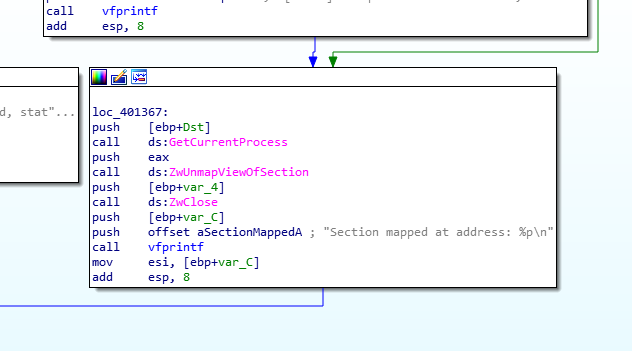 call    vfprintf
add     esp, 8
d, stat"...
loc_401367:
push    [ebp+Dst]
call    ds:GetCurrentProcess
push    eax
call    ds:ZwUnmapViewOfSection
push    [ebp+var_4]
call    ds:ZwClose
push    [ebp+var_C]
push    offset aSectionMappedA ; "Section mapped at address: %p\n"
call    vfprintf
mov     esi, [ebp+var_C]
add     esp, 8